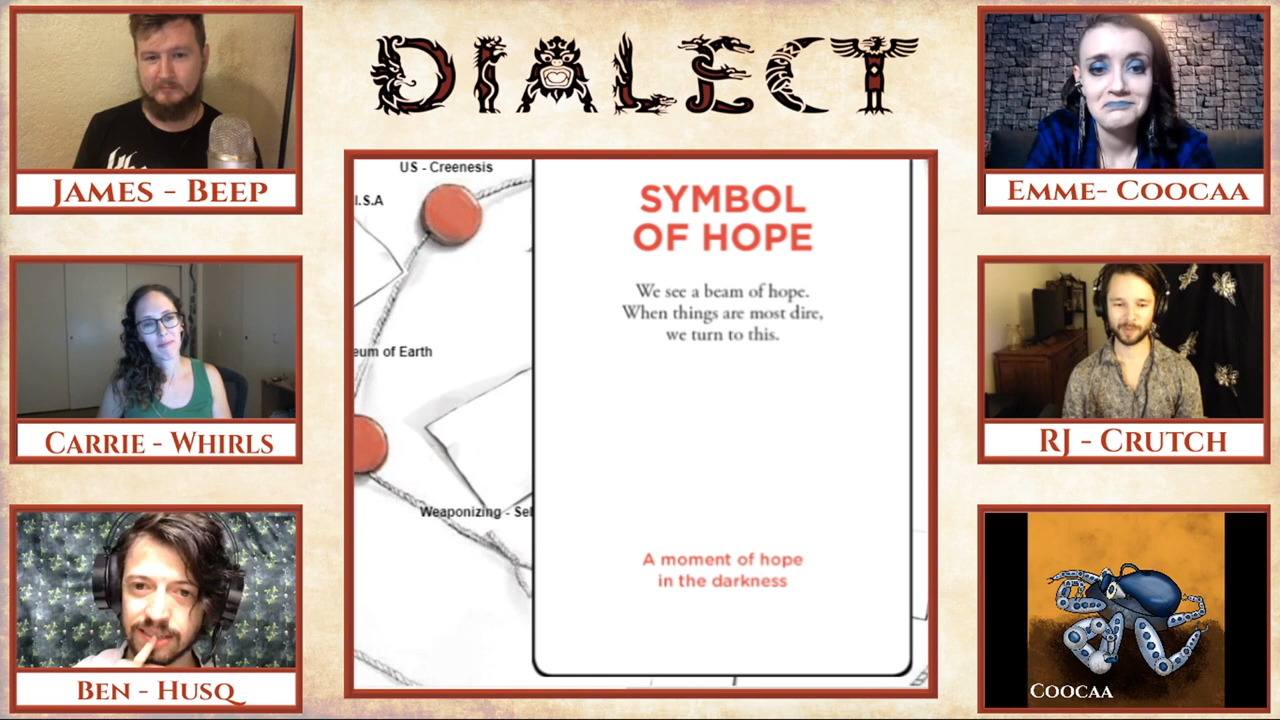 DIALECT
JAMES - BEEP
CARRIE - WHIRLS
BEN - HUSQ
US - Creenesis
I.S.A
eum of Earth
Weaponizing - Sel
SYMBOL
OF HOPE
We see a beam of hope.
When things are most dire,
we turn to this.
A moment of hope
in the darkness
EMME- COOCAA
RJ - CRUTCH
COOCAA